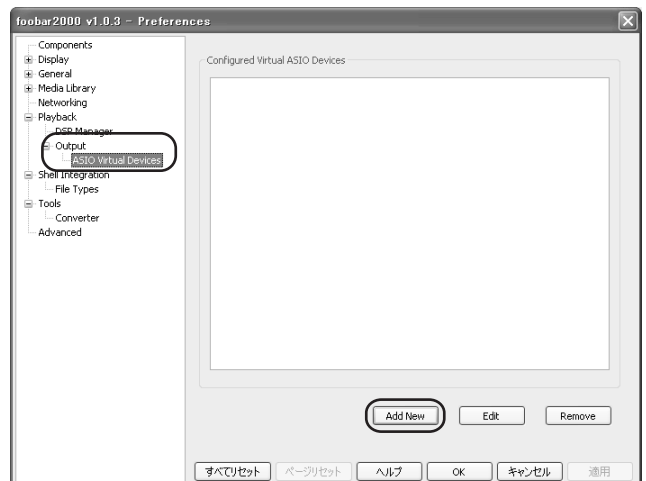 foobar2000 v1.0.3 - Preferences
Components
Display
General
Media Library
Networking
Playback
DSP Manager
Output
ASIO Virtual Devices
Shell Integration
File Types
Tools
Converter
Advanced
Configured Virtual ASIO Devices
Add New
Edit
Remove
すべてリセット
ページリセット
ヘルプ
OK
キャンセル
適用